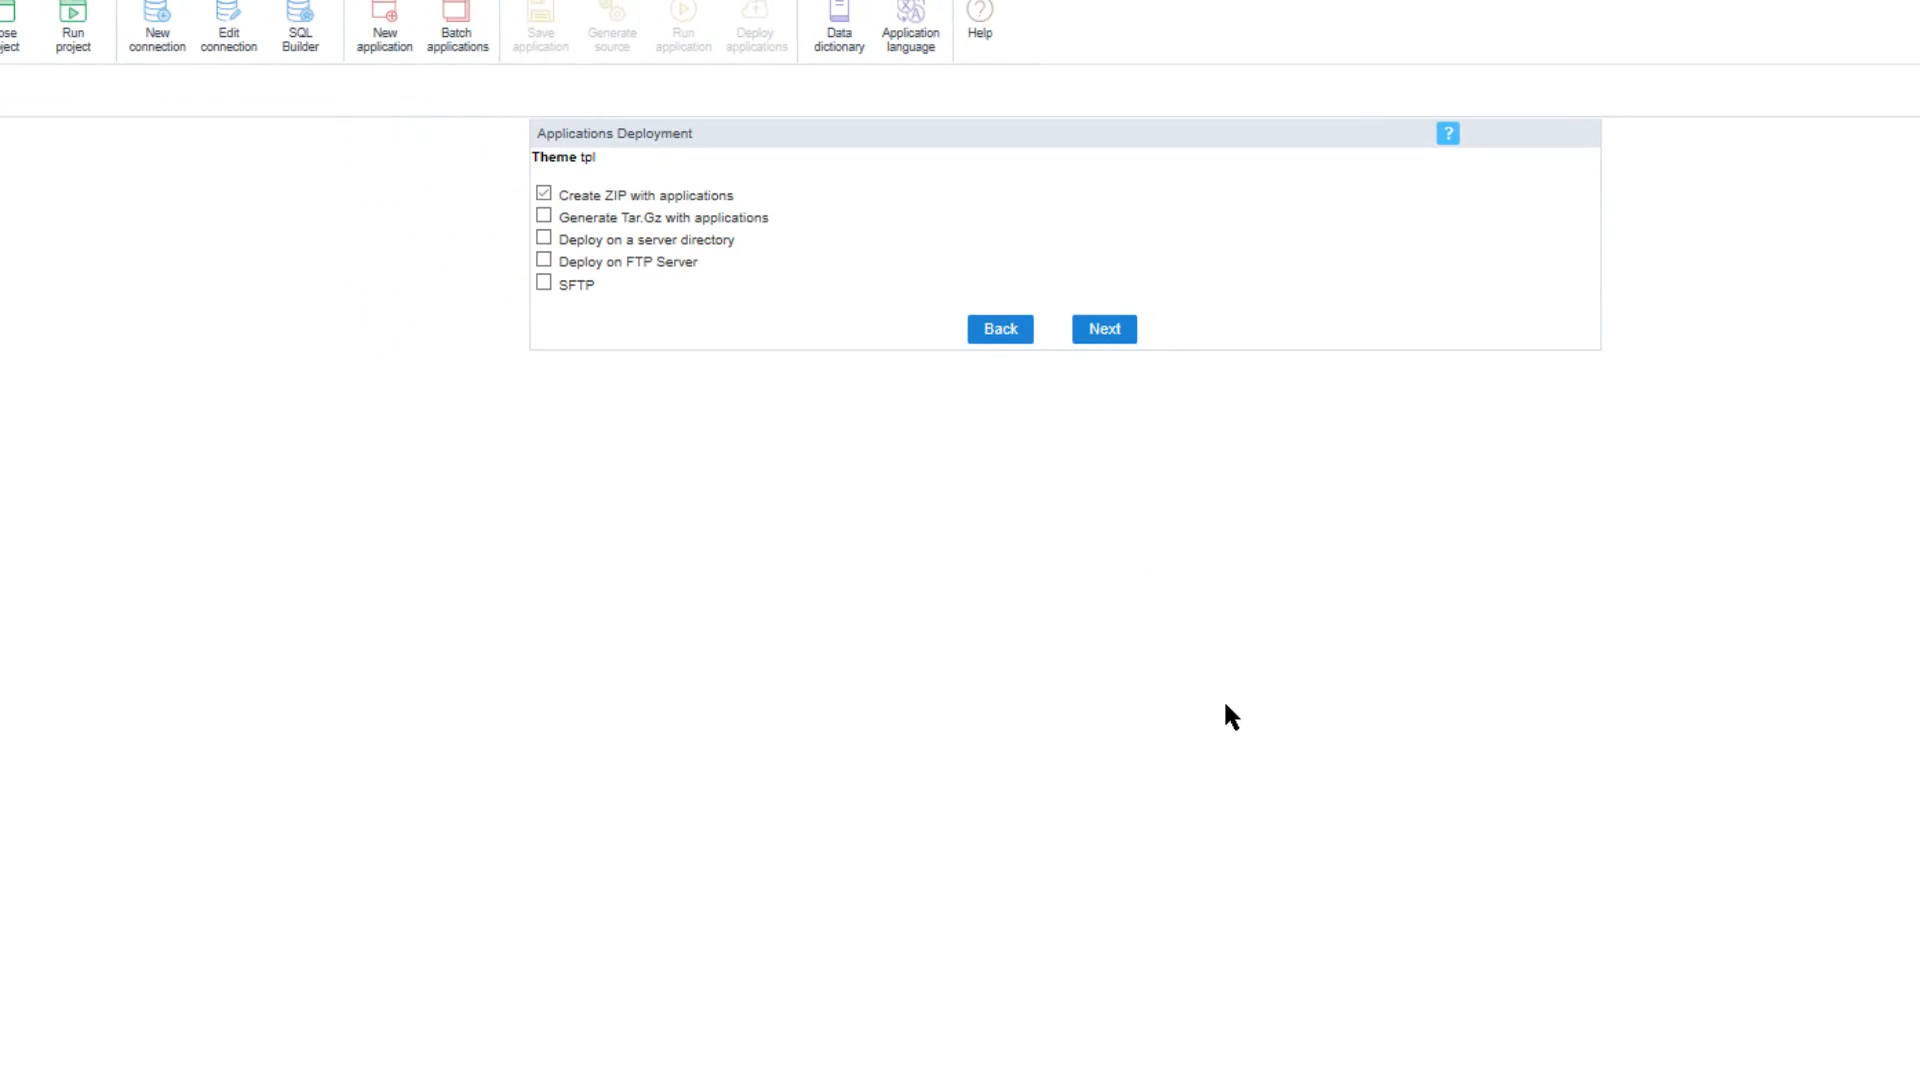 ose
ject
Run
project
New
connection
Edit
connection
SQL
Builder
New
application
Batch
applications
Save
application
Generate
source
Run
application
Deploy
applications
Data
dictionary
Application
language
Help
Applications Deployment
?
Theme tpl
Create ZIP with applications
Generate Tar.Gz with applications
Deploy on a server directory
Deploy on FTP Server
SFTP
Back
Next